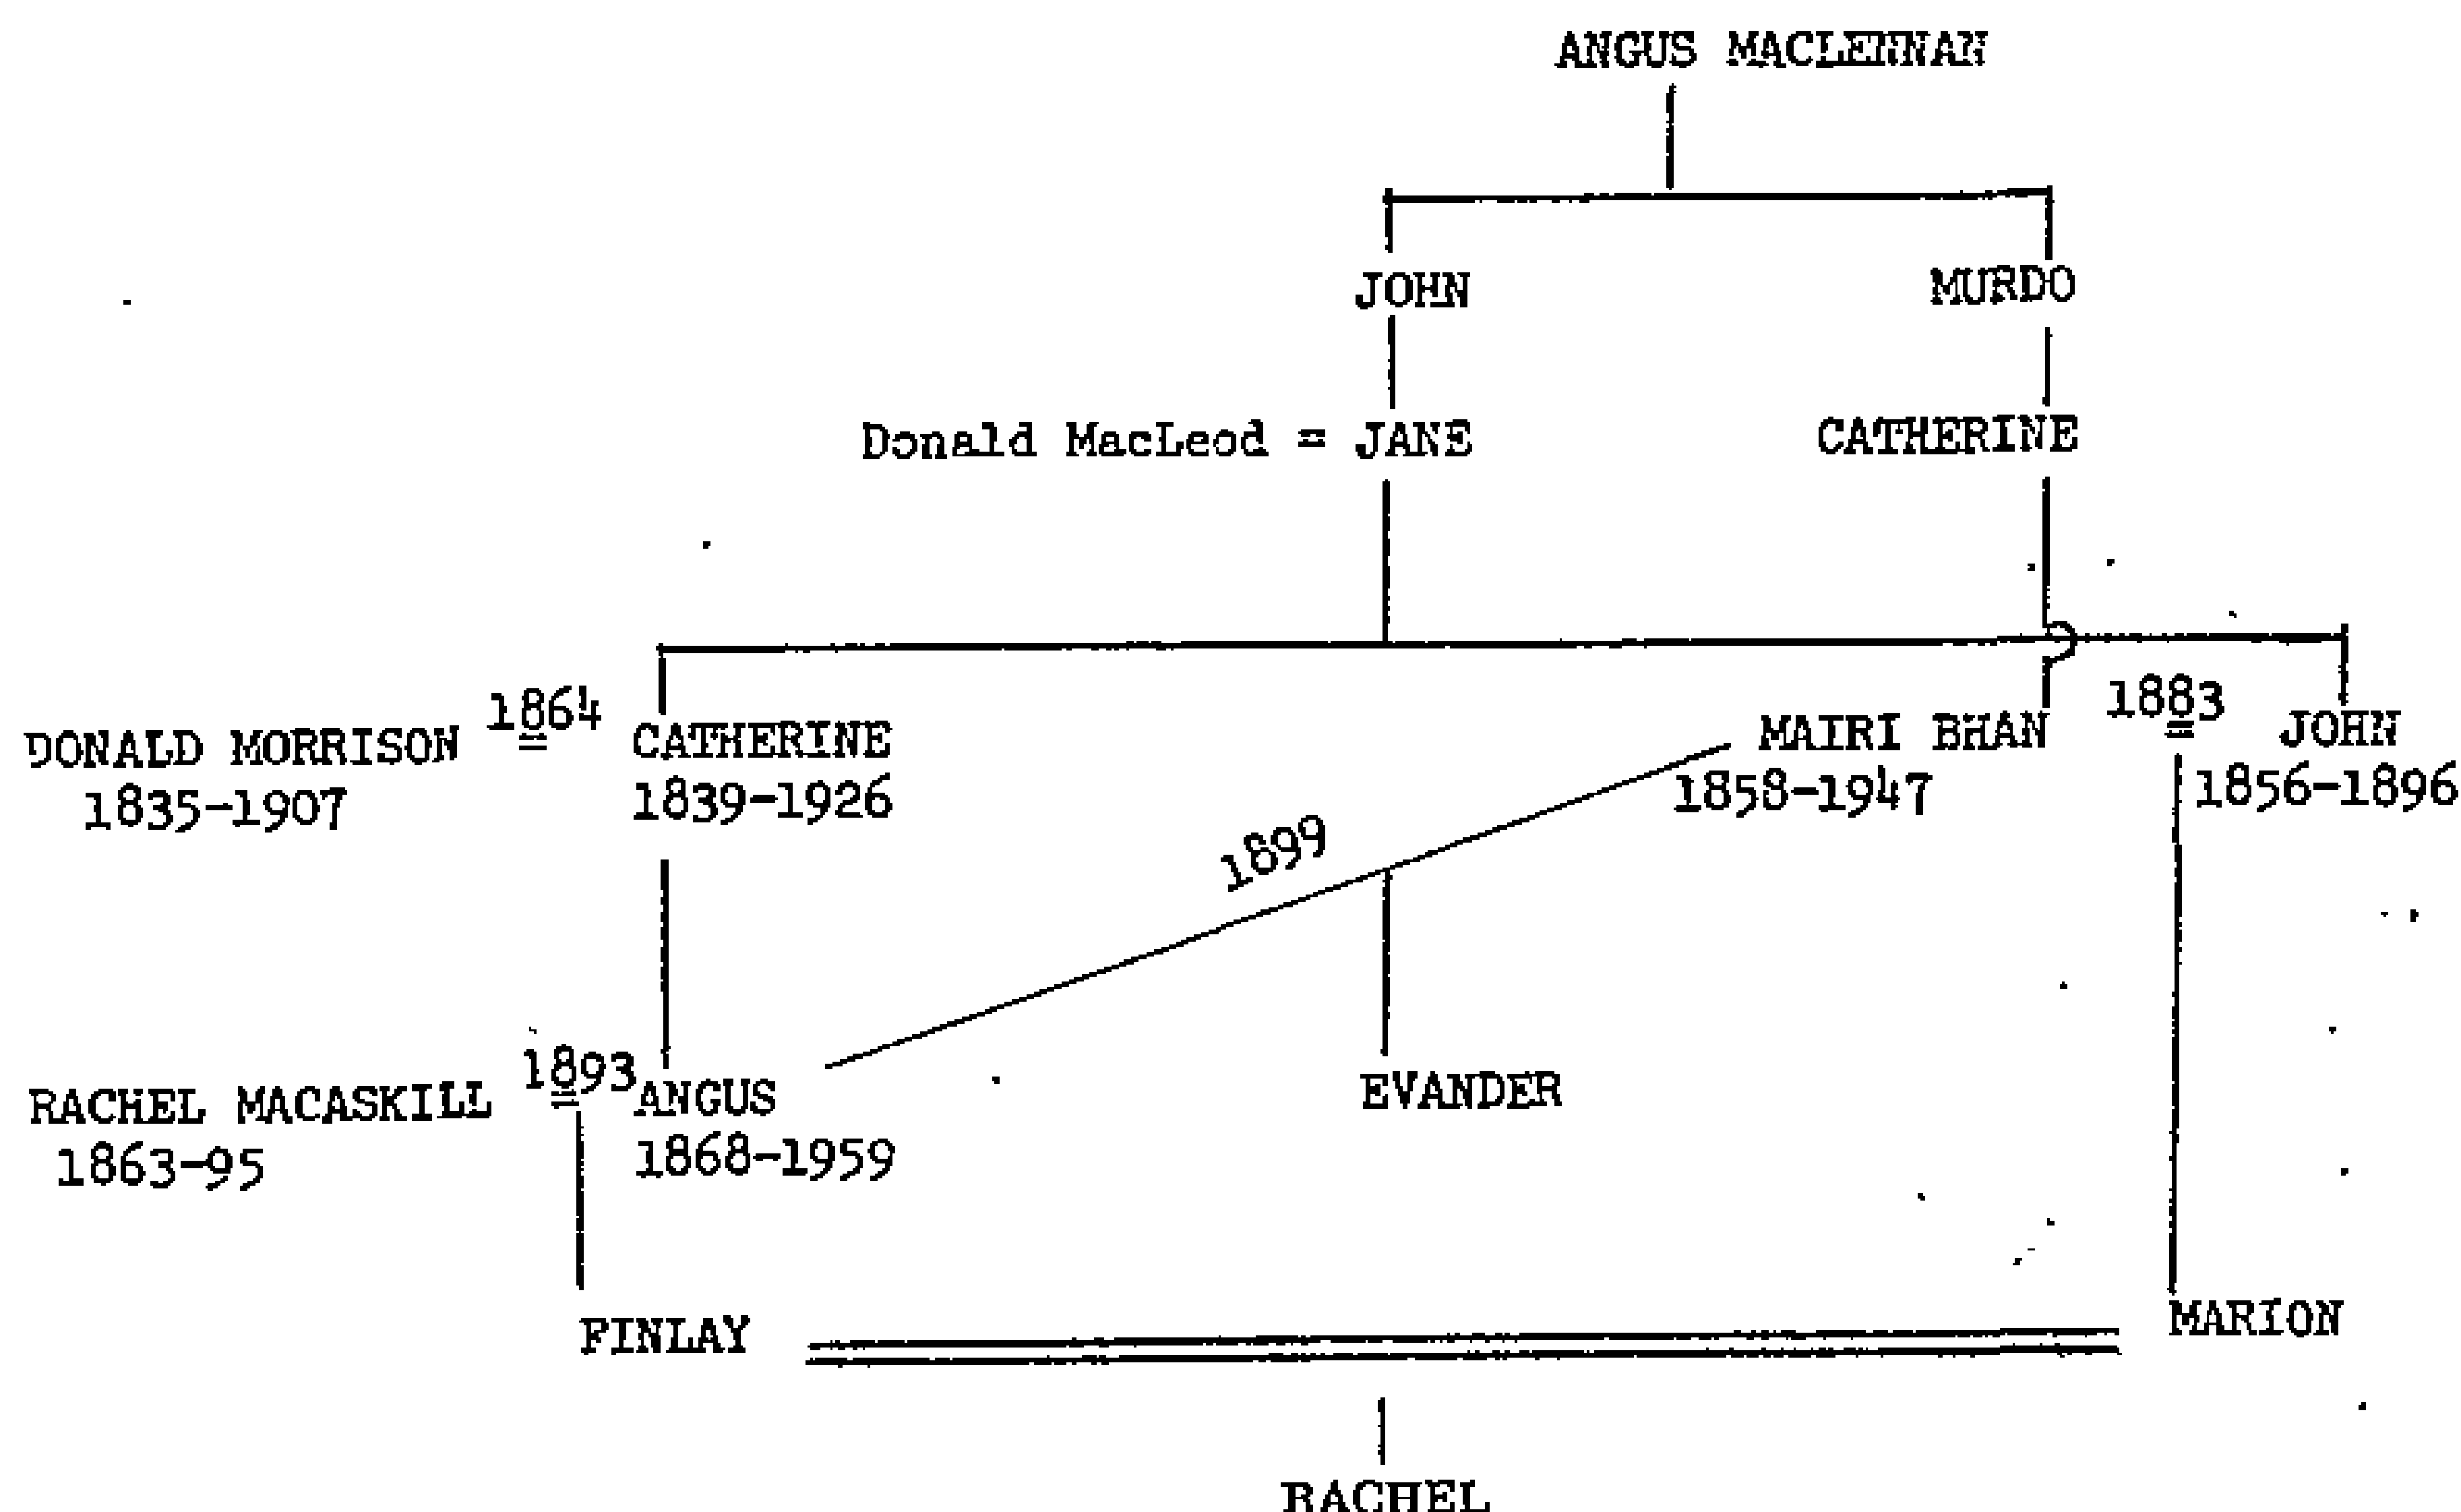 ANGUS MACLENNAN
JOHN MURDO
Donald MacLeod = JANE CATHERINE
1864 1883
DONALD MORRISON = CATHERINE MAIRI BHAN = JOHN
1835-1907 1839-1926 1858-1947 1856-1896
1899
1893
RACHEL MACASKILL = ANGUS EVANDER
1863-95 1868-1959
FINLAY MARION
RACHEL